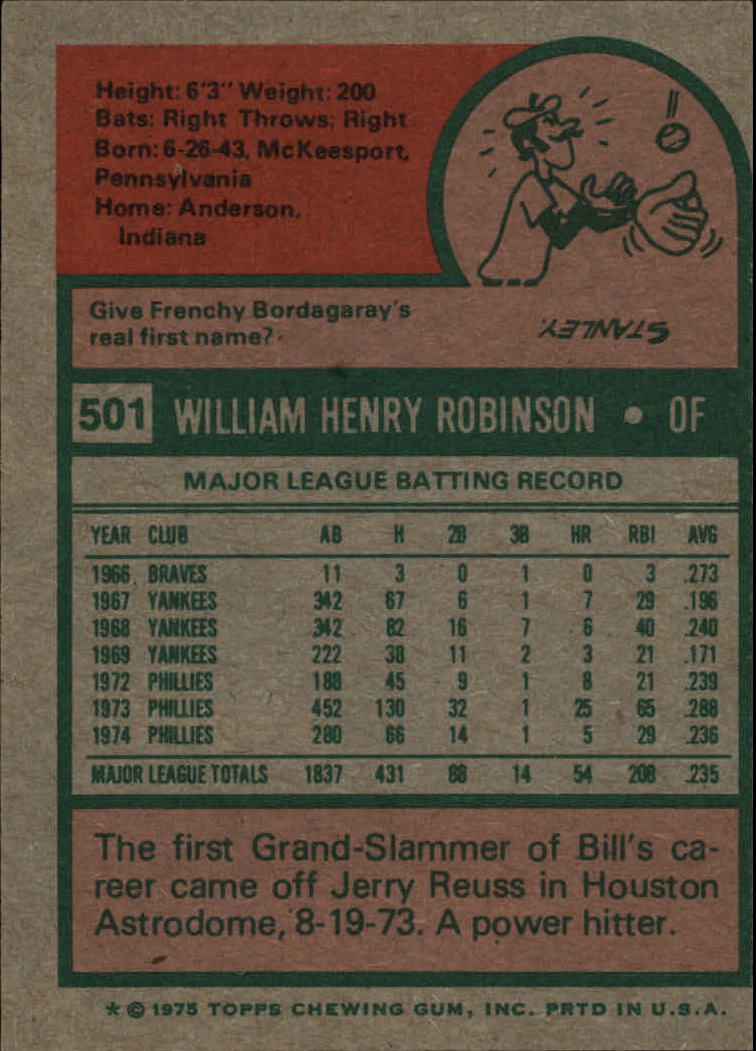 Height: 6'3" Weight: 200
Bats: Right Throws: Right
Born: 6-26-43, McKeesport,
Pennsylvania
Home: Anderson,
Indiana
Give Frenchy Bordagaray's
real first name?
STANLEY.
501 WILLIAM HENRY ROBINSON • OF
MAJOR LEAGUE BATTING RECORD
YEAR CLUB AB H 2B 3B HR RBI AVG
1966 BRAVES 11 3 0 1 0 3 .273
1967 YANKEES 342 67 6 1 7 29 .196
1968 YANKEES 342 82 16 7 6 40 .240
1969 YANKEES 222 38 11 2 3 21 .171
1972 PHILLIES 188 45 9 1 8 21 .239
1973 PHILLIES 452 130 32 1 25 65 .288
1974 PHILLIES 280 66 14 1 5 29 .236
MAJOR LEAGUE TOTALS 1837 431 88 14 54 208 .235
The first Grand-Slammer of Bill's ca-
reer came off Jerry Reuss in Houston
Astrodome, 8-19-73. A power hitter.
* © 1975 TOPPS CHEWING GUM, INC. PRTD IN U.S.A.